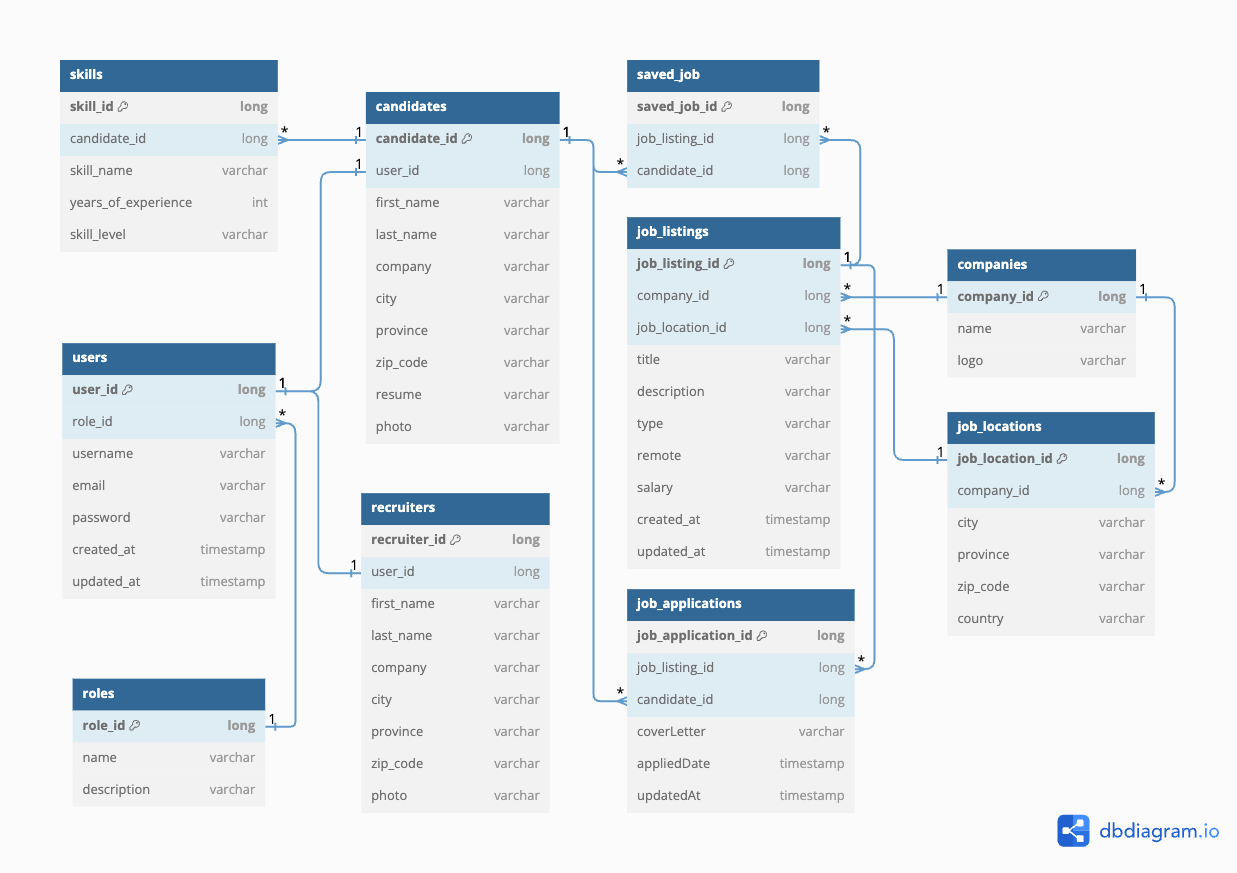 skills
skill_id long
candidate_id long
skill_name varchar
years_of_experience int
skill_level varchar
users
user_id long
role_id long
username varchar
email varchar
password varchar
created_at timestamp
updated_at timestamp
roles
role_id long
name varchar
description varchar
candidates
candidate_id long
user_id long
first_name varchar
last_name varchar
company varchar
city varchar
province varchar
zip_code varchar
resume varchar
photo varchar
recruiters
recruiter_id long
user_id long
first_name varchar
last_name varchar
company varchar
city varchar
province varchar
zip_code varchar
photo varchar
saved_job
saved_job_id long
job_listing_id long
candidate_id long
job_listings
job_listing_id long
company_id long
job_location_id long
title varchar
description varchar
type varchar
remote varchar
salary varchar
created_at timestamp
updated_at timestamp
job_applications
job_application_id long
job_listing_id long
candidate_id long
coverLetter varchar
appliedDate timestamp
updatedAt timestamp
companies
company_id long
name varchar
logo varchar
job_locations
job_location_id long
company_id long
city varchar
province varchar
zip_code varchar
country varchar
* 1
1
1
*
1
1
1
*
*
*
1
*
*
*
*
1
1
1
*
dbdiagram.io